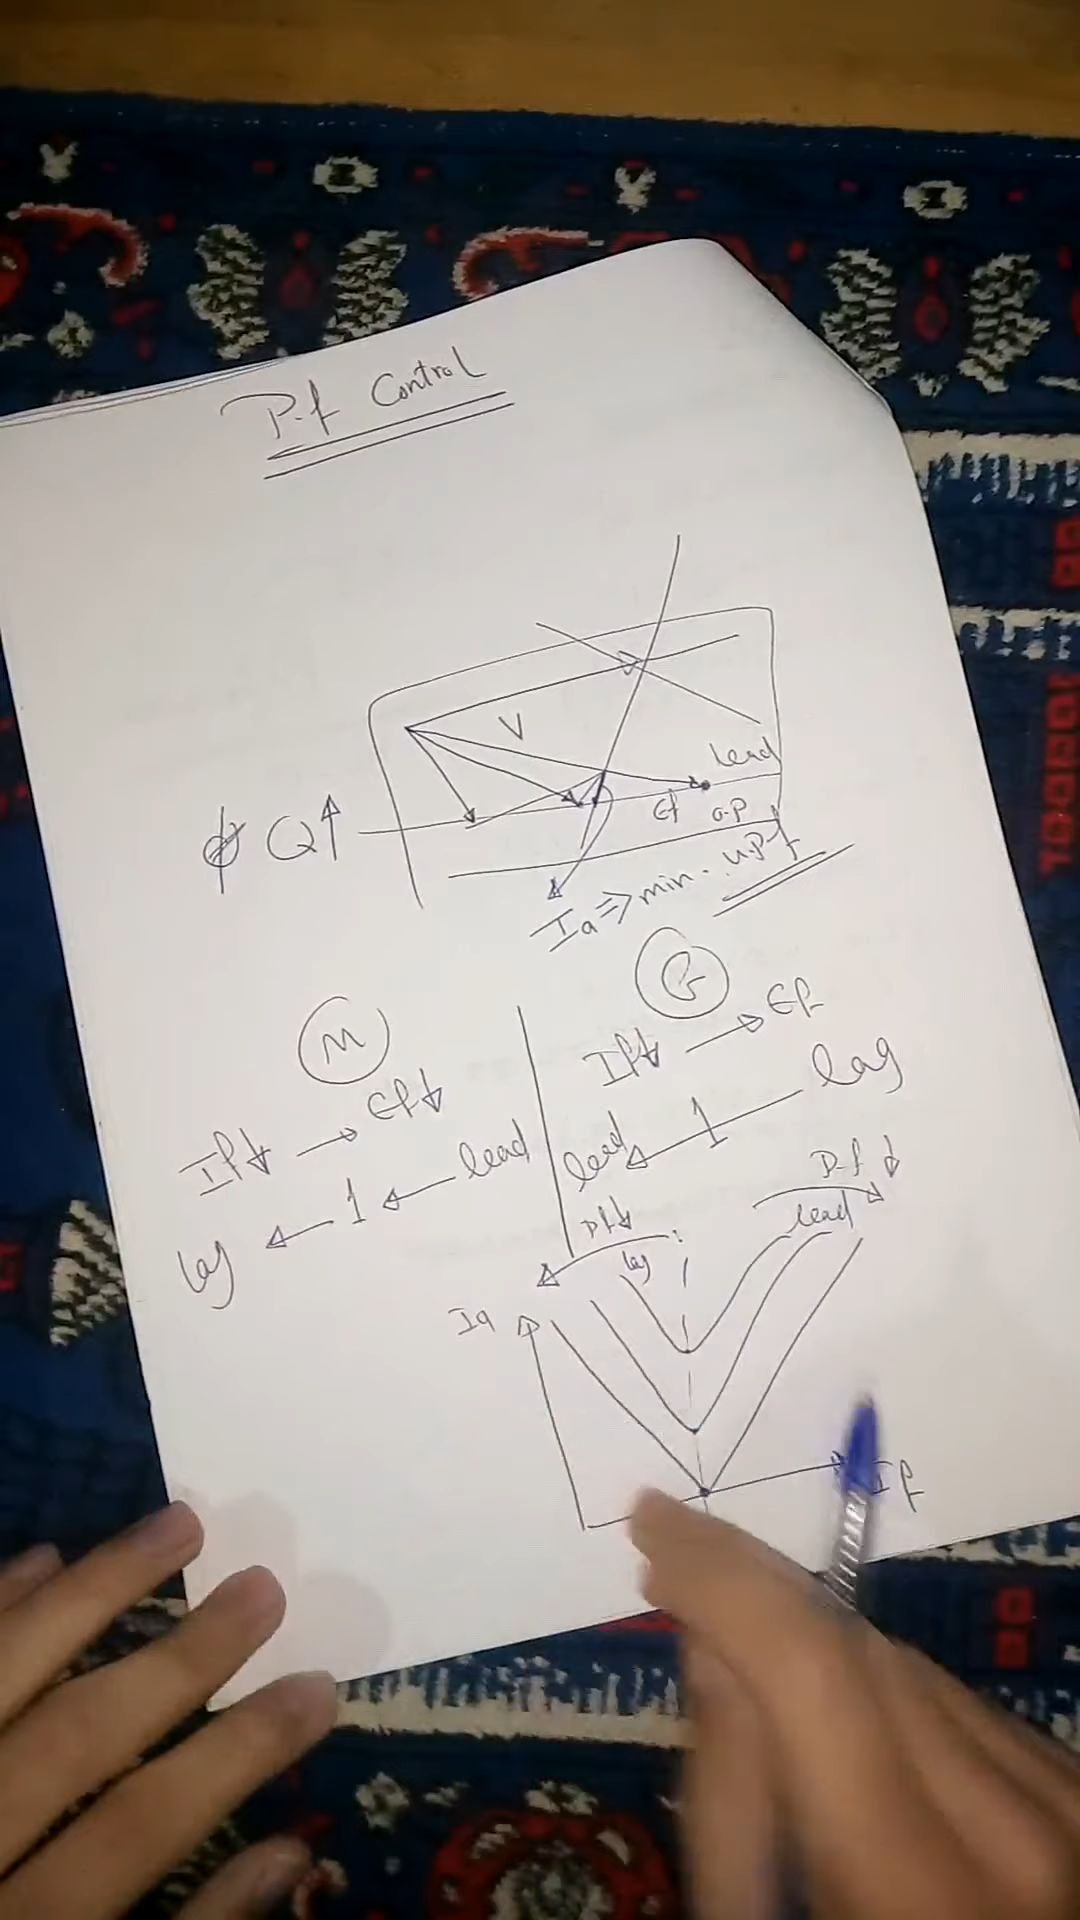 P.f Control
V
lead
Ef o.p
Q↑
Ia => min. u.P.f
M
G
If↓ → Ef↓
If↓ → Ef
lag ← 1 ← lead
lead ← 1 lag
P.f ↓
lead
Pf↓
lag
Ia
If